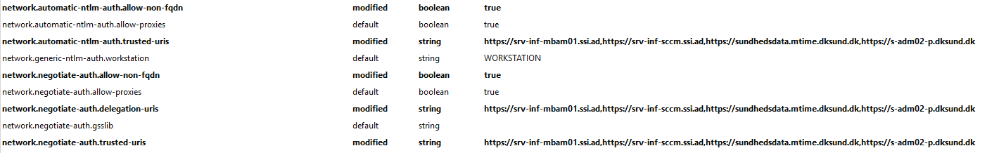 network.automatic-ntlm-auth.allow-non-fqdn modified boolean true
network.automatic-ntlm-auth.allow-proxies default boolean true
network.automatic-ntlm-auth.trusted-uris modified string https://srv-inf-mbam01.ssi.ad,https://srv-inf-sccm.ssi.ad,https://sundhedsdata.mtime.dksund.dk,https://s-adm02-p.dksund.dk
network.generic-ntlm-auth.workstation default string WORKSTATION
network.negotiate-auth.allow-non-fqdn modified boolean true
network.negotiate-auth.allow-proxies default boolean true
network.negotiate-auth.delegation-uris modified string https://srv-inf-mbam01.ssi.ad,https://srv-inf-sccm.ssi.ad,https://sundhedsdata.mtime.dksund.dk,https://s-adm02-p.dksund.dk
network.negotiate-auth.gsslib default string
network.negotiate-auth.trusted-uris modified string https://srv-inf-mbam01.ssi.ad,https://srv-inf-sccm.ssi.ad,https://sundhedsdata.mtime.dksund.dk,https://s-adm02-p.dksund.dk